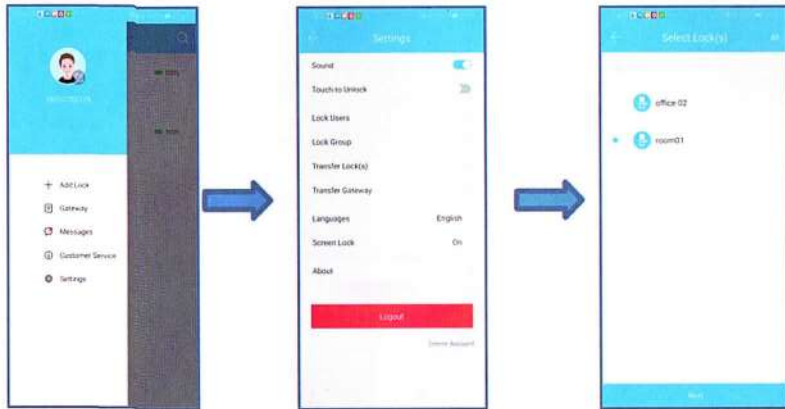 + Add Lock
Gateway
Messages
Customer Service
Settings
Settings
Sound
Touch to Unlock
Lock Users
Lock Group
Transfer Lock(s)
Transfer Gateway
Languages English
Screen Lock On
About
Logout
Delete Account
Select Lock(s) All
office 02
room01
Next